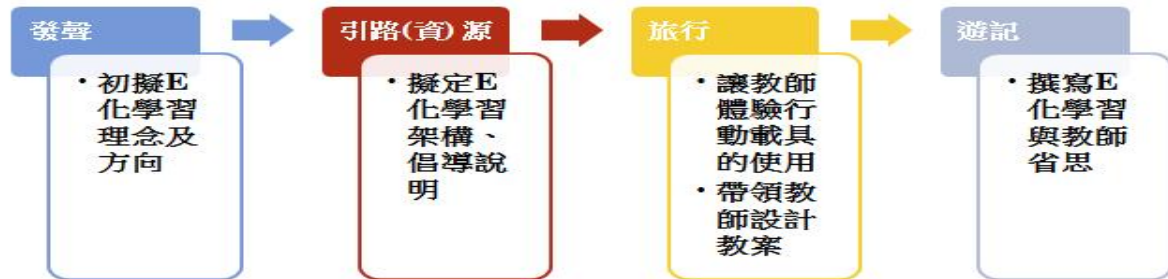 發聲
• 初擬E
化學習
理念及
方向
引路(資)源
• 擬定E
化學習
架構、
倡導說
明
旅行
• 讓教師
體驗行
動載具
的使用
• 帶領教
師設計
教案
遊記
• 撰寫E
化學習
與教師
省思